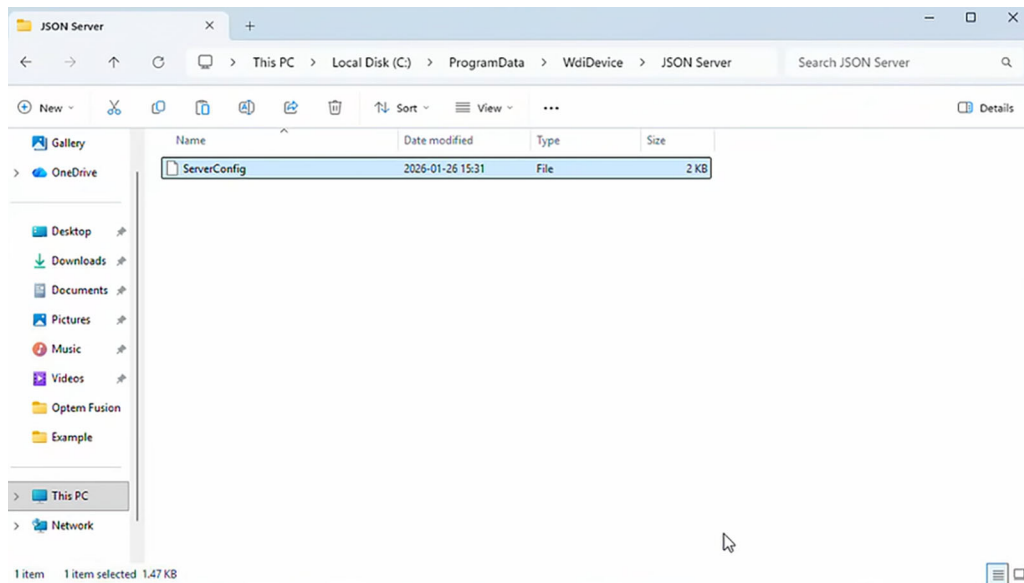 JSON Server
This PC > Local Disk (C:) > ProgramData > WdiDevice > JSON Server
Search JSON Server
New
Sort
View
Details
Name
Date modified
Type
Size
ServerConfig
2026-01-26 15:31
File
2 KB
Gallery
OneDrive
Desktop
Downloads
Documents
Pictures
Music
Videos
Optem Fusion
Example
This PC
Network
1 item
1 item selected 1.47 KB